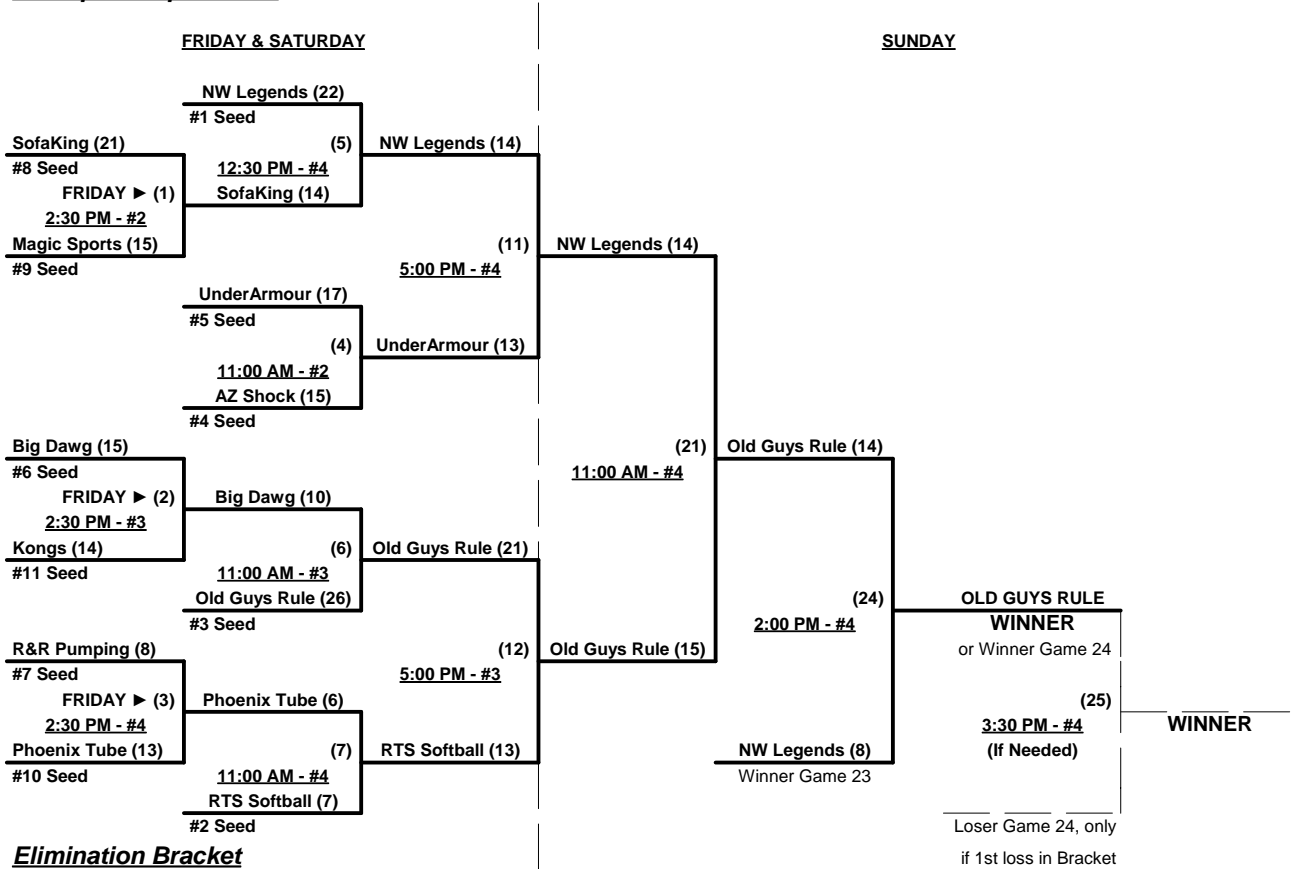 FRIDAY & SATURDAY
SUNDAY
NW Legends (22)
#1 Seed
SofaKing (21)
(5)
NW Legends (14)
#8 Seed
12:30 PM - #4
FRIDAY ► (1)
SofaKing (14)
2:30 PM - #2
Magic Sports (15)
(11)
NW Legends (14)
#9 Seed
5:00 PM - #4
UnderArmour (17)
#5 Seed
(4)
UnderArmour (13)
11:00 AM - #2
AZ Shock (15)
#4 Seed
Big Dawg (15)
(21)
Old Guys Rule (14)
#6 Seed
11:00 AM - #4
FRIDAY ► (2)
Big Dawg (10)
2:30 PM - #3
Kongs (14)
(6)
Old Guys Rule (21)
#11 Seed
11:00 AM - #3
Old Guys Rule (26)
(24)
OLD GUYS RULE
#3 Seed
2:00 PM - #4
WINNER
R&R Pumping (8)
(12)
Old Guys Rule (15)
or Winner Game 24
#7 Seed
5:00 PM - #3
FRIDAY ► (3)
Phoenix Tube (6)
(25)
2:30 PM - #4
3:30 PM - #4
WINNER
Phoenix Tube (13)
(7)
RTS Softball (13)
NW Legends (8)
(If Needed)
#10 Seed
11:00 AM - #4
Winner Game 23
RTS Softball (7)
#2 Seed
Loser Game 24, only
Elimination Bracket
if 1st loss in Bracket